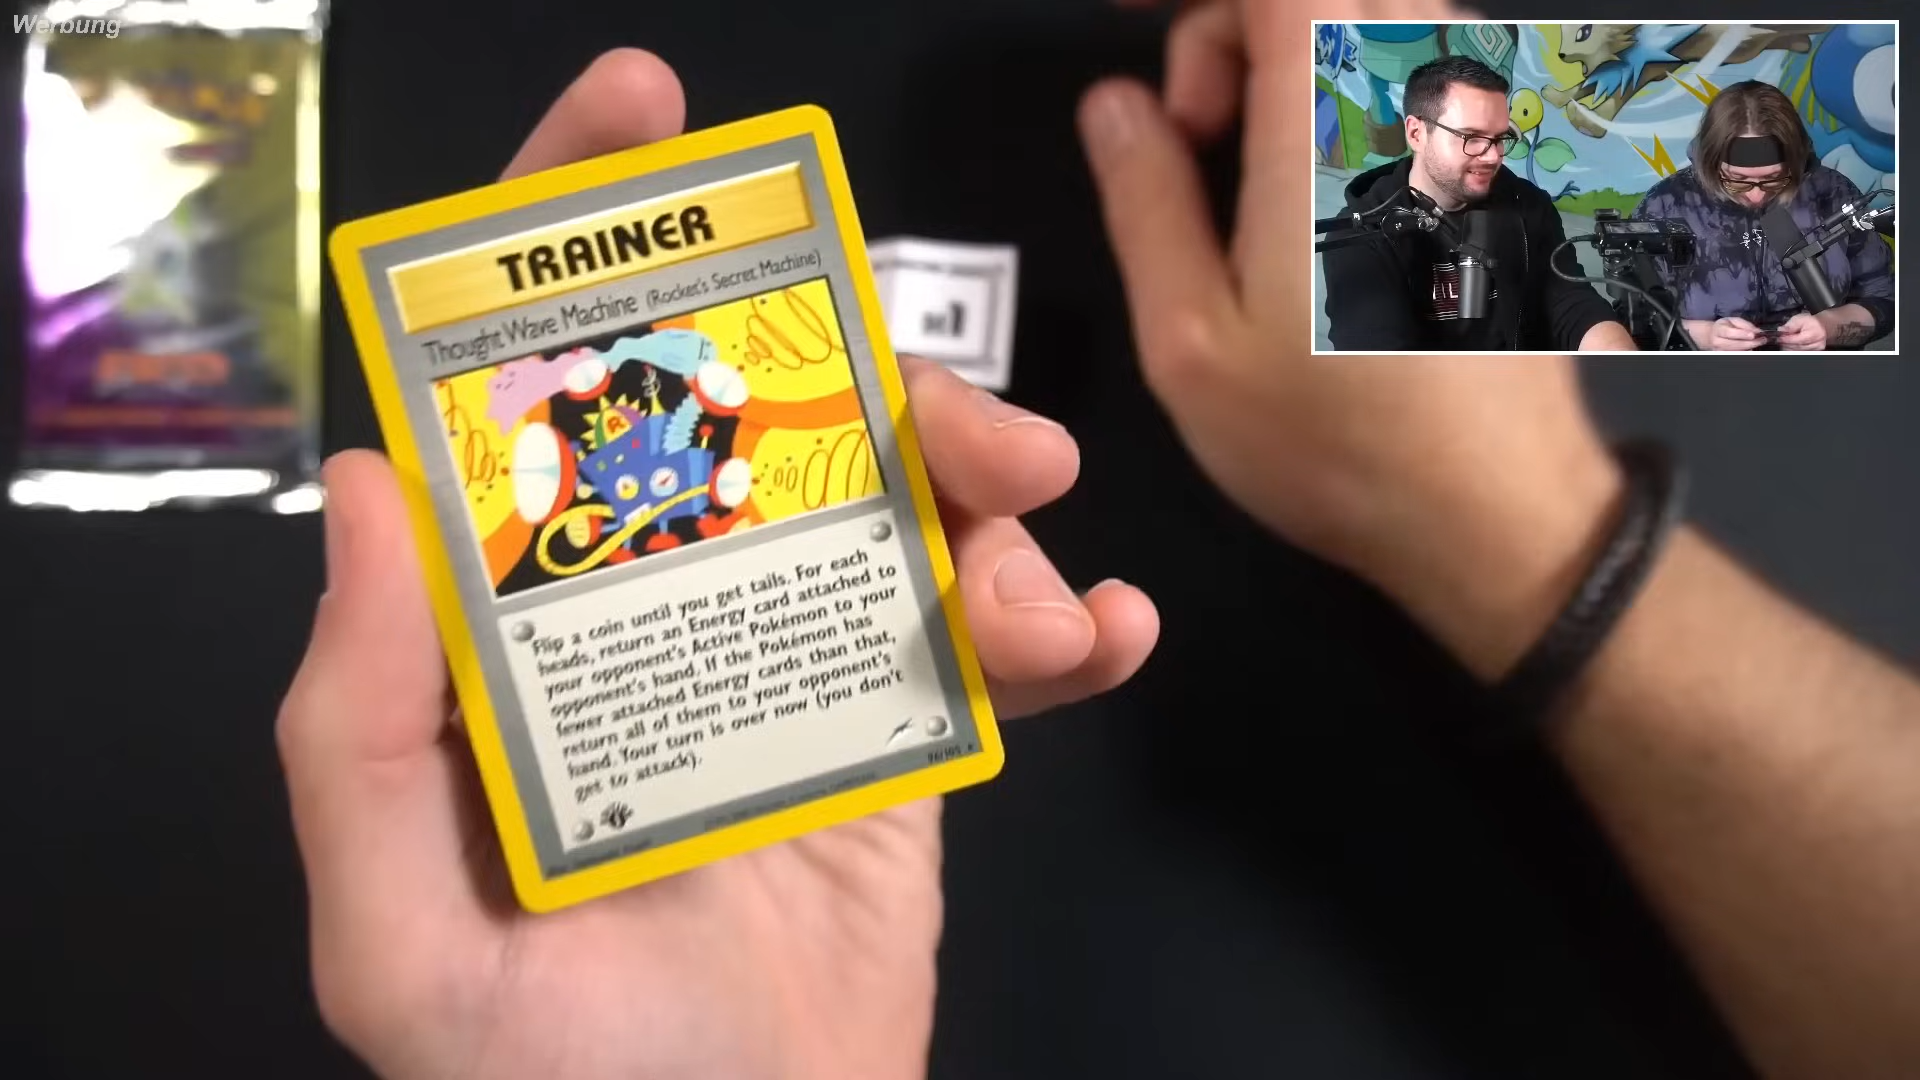 Werbung
TRAINER
Thought Wave Machine (Rocket's Secret Machine)
R
Flip a coin until you get tails. For each
heads, return an Energy card attached to
your opponent's Active Pokémon to your
opponent's hand. If the Pokémon has
fewer attached Energy cards than that,
return all of them to your opponent's
hand. Your turn is over now (you don't
get to attack).
96/105